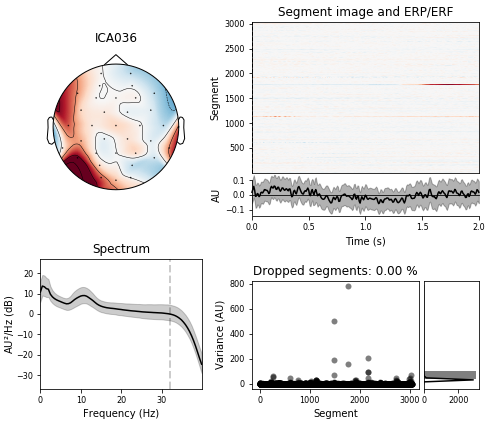 ICA036
Segment image and ERP/ERF
Segment
3000
2500
2000
1500
1000
500
AU
0.1
0.0
−0.1
0.0 0.5 1.0 1.5 2.0
Time (s)
Spectrum
AU²/Hz (dB)
20
10
0
−10
−20
−30
0 10 20 30
Frequency (Hz)
Dropped segments: 0.00 %
Variance (AU)
800
600
400
200
0
0 1000 2000 3000
Segment
0 2000